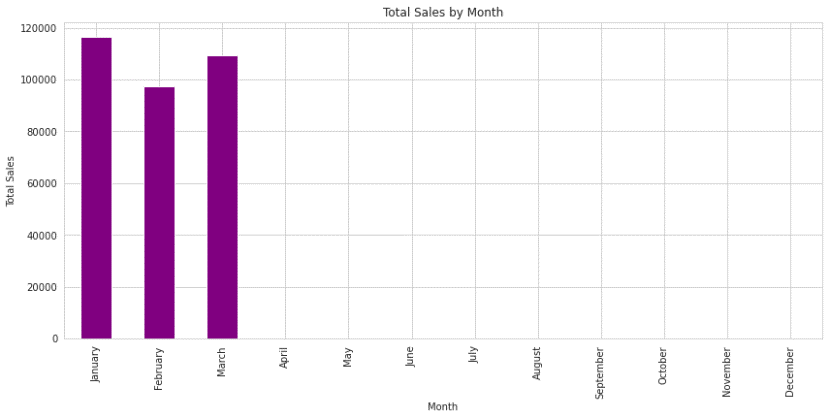 Total Sales by Month
120000
100000
80000
60000
40000
20000
0
Total Sales
January
February
March
April
May
June
July
August
September
October
November
December
Month